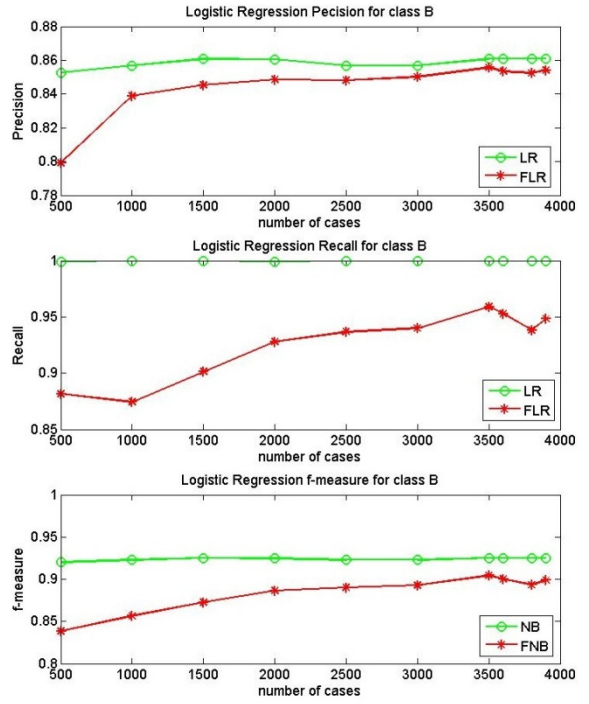 Logistic Regression Pecision for class B
0.88
0.86
0.84
0.82
0.8
0.78
Precision
LR
FLR
500 1000 1500 2000 2500 3000 3500 4000
number of cases
Logistic Regression Recall for class B
1
0.95
0.9
0.85
Recall
LR
FLR
500 1000 1500 2000 2500 3000 3500 4000
number of cases
Logistic Regression f-measure for class B
1
0.95
0.9
0.85
0.8
f-measure
NB
FNB
500 1000 1500 2000 2500 3000 3500 4000
number of cases